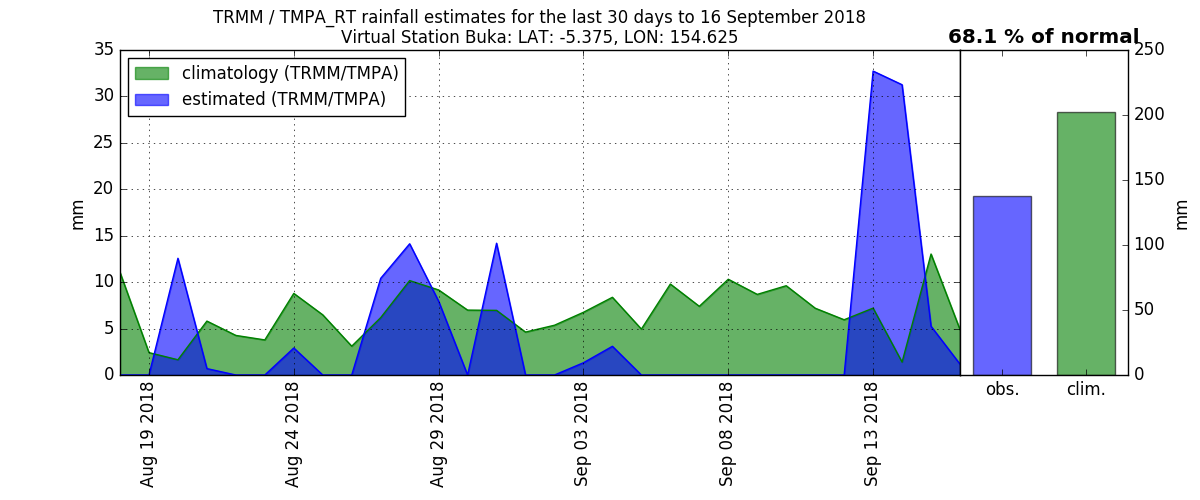 TRMM / TMPA_RT rainfall estimates for the last 30 days to 16 September 2018
Virtual Station Buka: LAT: -5.375, LON: 154.625
68.1 % of normal
climatology (TRMM/TMPA)
estimated (TRMM/TMPA)
35
30
25
20
15
10
5
0
mm
Aug 19 2018
Aug 24 2018
Aug 29 2018
Sep 03 2018
Sep 08 2018
Sep 13 2018
obs.
clim.
250
200
150
100
50
0
mm